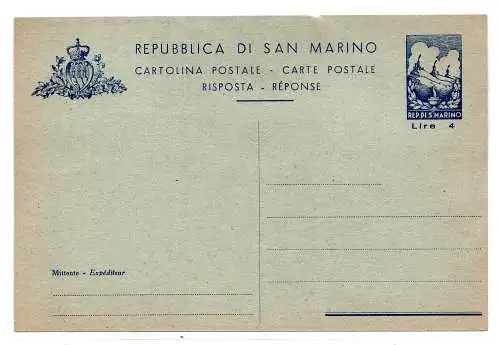 REPUBBLICA DI SAN MARINO
CARTOLINA POSTALE - CARTE POSTALE
RISPOSTA - RÉPONSE
REP. DI S. MARINO
Lire 4
Mittente - Expéditeur